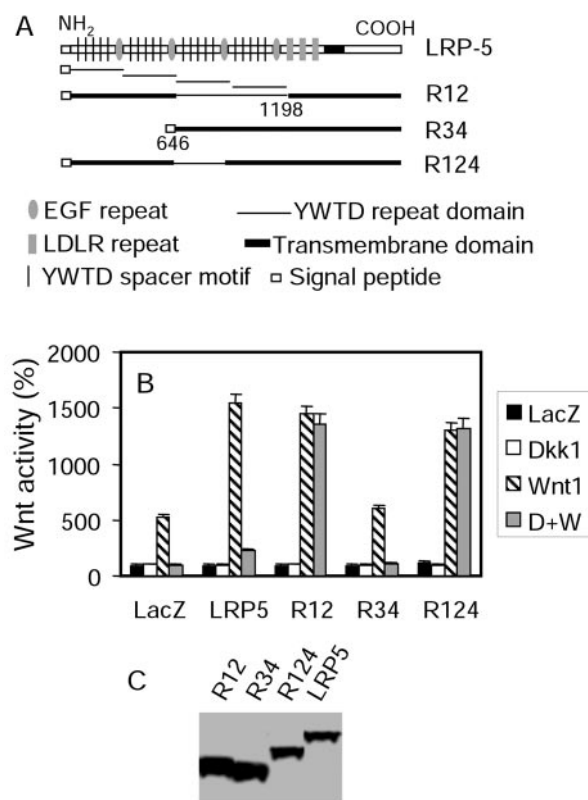 A
NH2
COOH
LRP-5
R12
1198
R34
646
R124
EGF repeat
YWTD repeat domain
LDLR repeat
Transmembrane domain
YWTD spacer motif
Signal peptide
B
Wnt activity (%)
2000
1500
1000
500
0
LacZ
LRP5
R12
R34
R124
LacZ
Dkk1
Wnt1
D+W
C
R12
R34
R124
LRP5